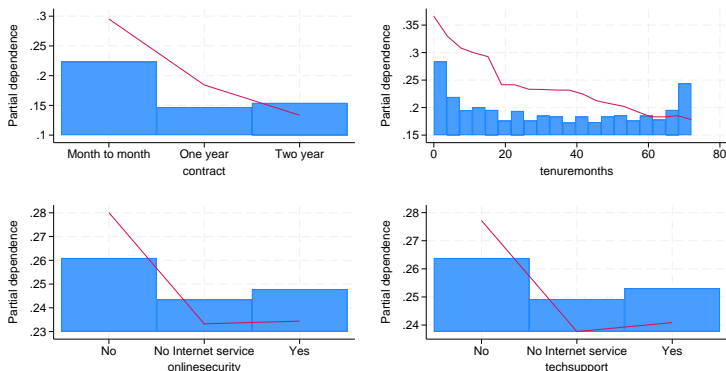 Partial dependence
.3
.25
.2
.15
.1
Month to month One year Two year
contract
Partial dependence
.35
.3
.25
.2
.15
0 20 40 60 80
tenuremonths
Partial dependence
.28
.27
.26
.25
.24
.23
No No Internet service Yes
onlinesecurity
Partial dependence
.28
.27
.26
.25
.24
No No Internet service Yes
techsupport